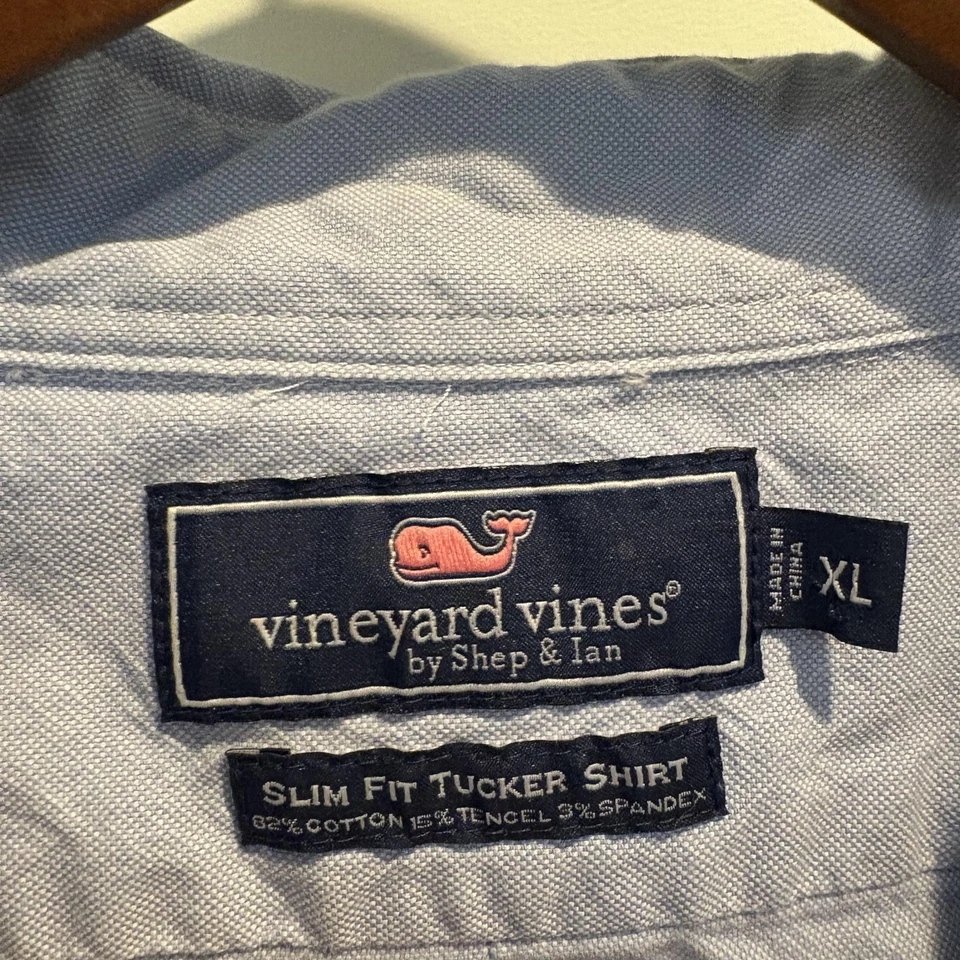 vineyard vines®
by Shep & Ian
MADE IN
CHINA
XL
SLIM FIT TUCKER SHIRT
82% COTTON 15% TENCEL 3% SPANDEX